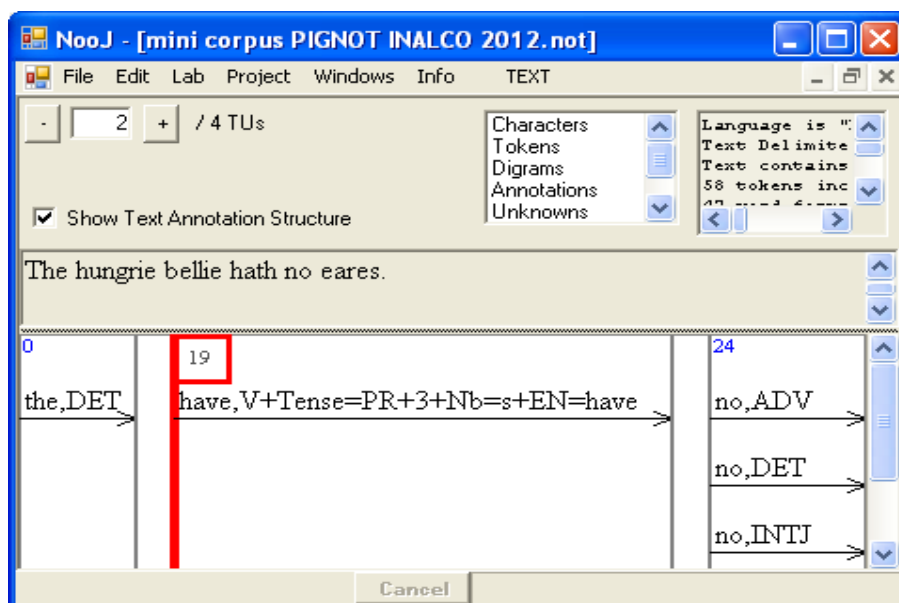 NooJ - [mini corpus PIGNOT INALCO 2012.not]
File Edit Lab Project Windows Info TEXT
- 2 + / 4 TUs
Characters
Tokens
Digrams
Annotations
Unknowns
Language is "
Text Delimite
Text contains
58 tokens inc
Show Text Annotation Structure
The hungrie bellie hath no eares.
0 19 24
the,DET have,V+Tense=PR+3+Nb=s+EN=have no,ADV
no,DET
no,INTJ
Cancel